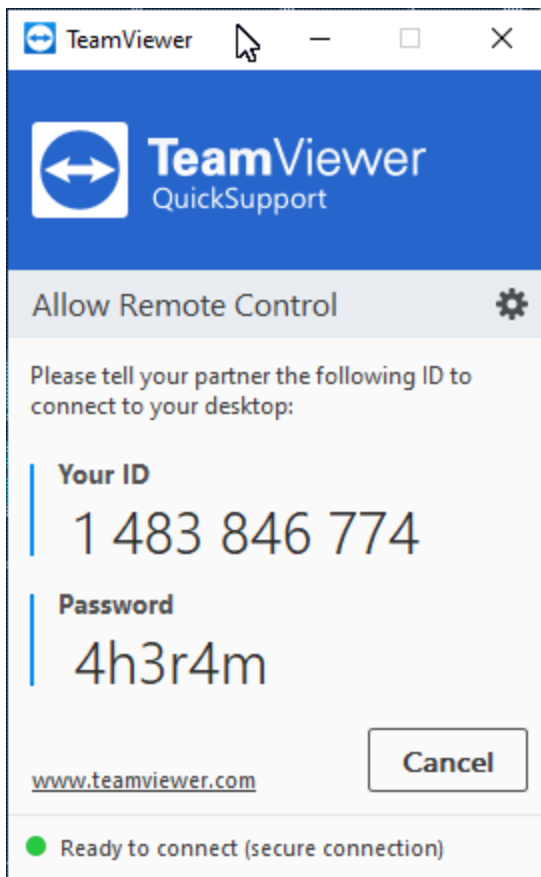 TeamViewer
TeamViewer
QuickSupport
Allow Remote Control
Please tell your partner the following ID to
connect to your desktop:
Your ID
1 483 846 774
Password
4h3r4m
Cancel
www.teamviewer.com
Ready to connect (secure connection)